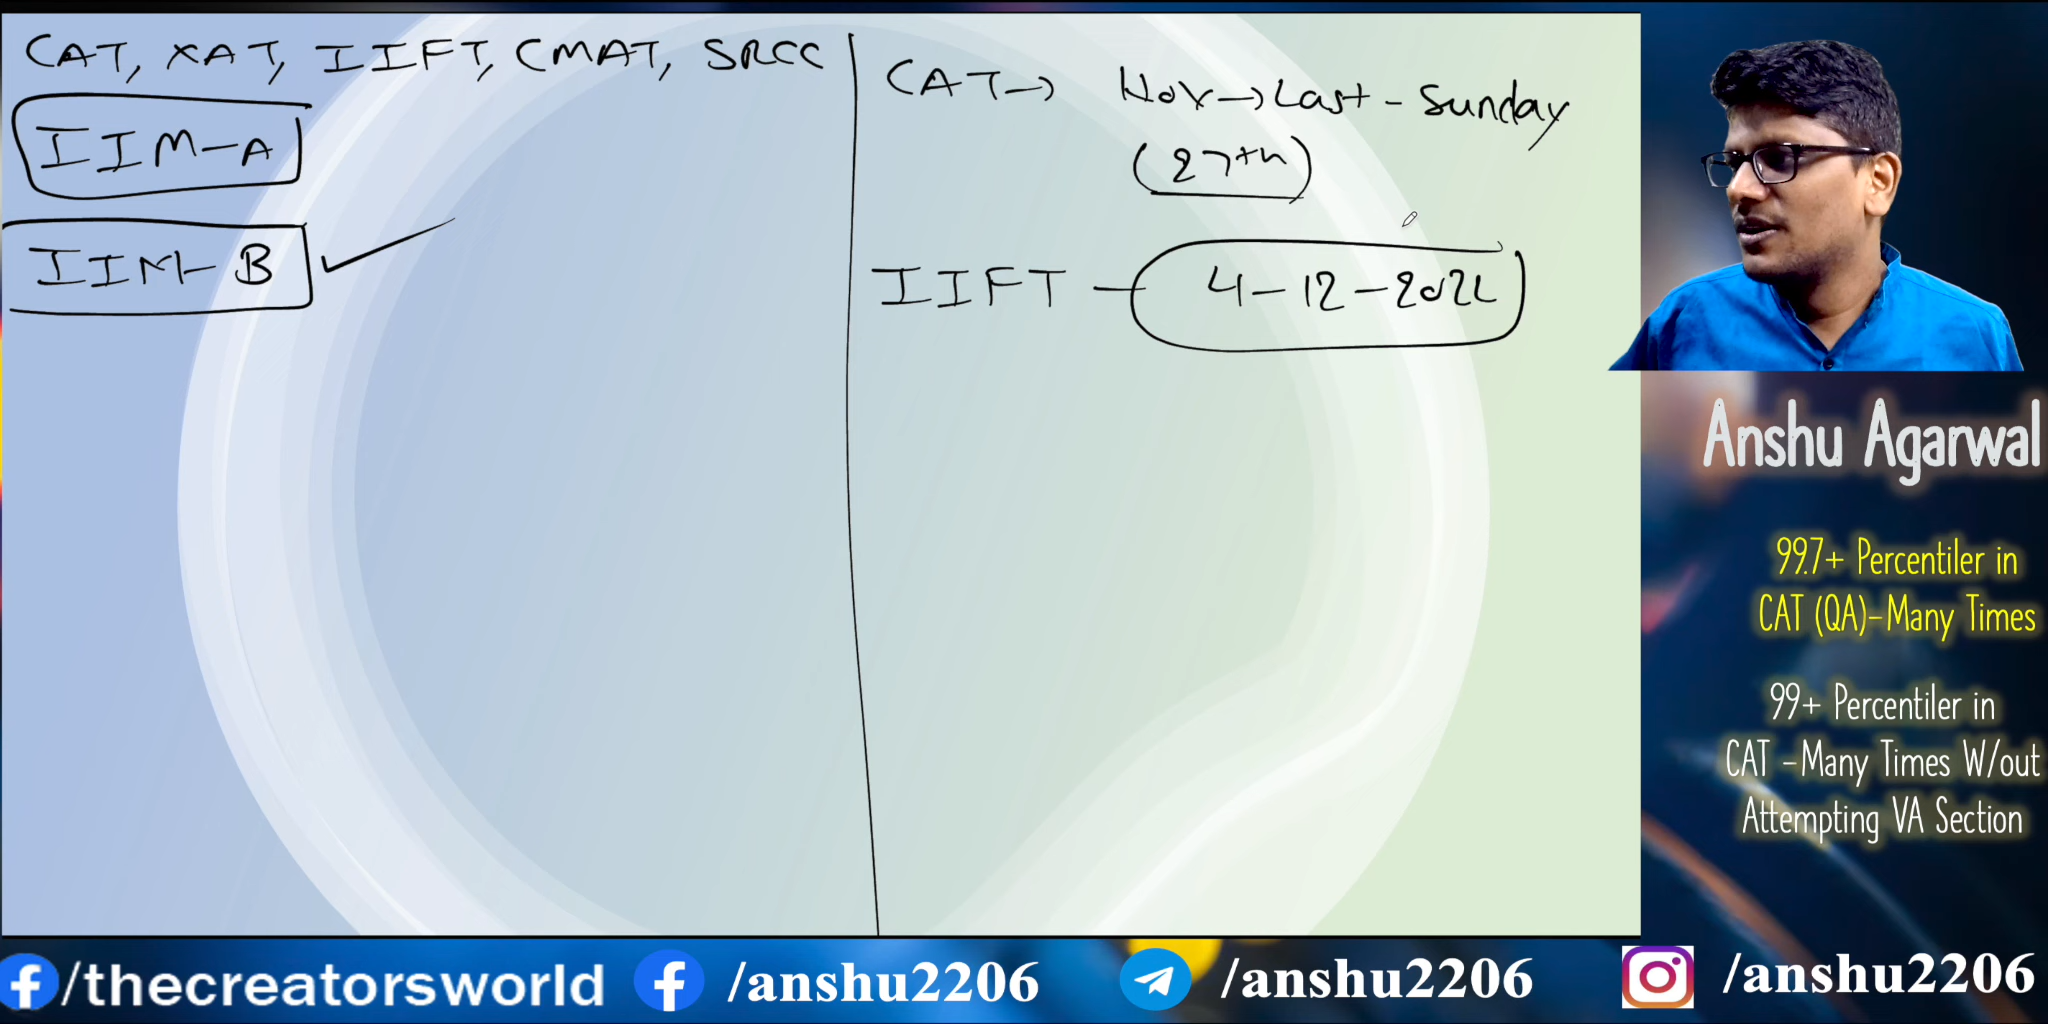 CAT, XAT, IIFT, CMAT, SRCC
IIM-A
IIM-B
CAT→ Nov→Last-Sunday
(27th)
IIFT - 4-12-2022
Anshu Agarwal
99.7+ Percentiler in
CAT (QA)-Many Times
99+ Percentiler in
CAT -Many Times W/out
Attempting VA Section
/thecreatorsworld /anshu2206 /anshu2206 /anshu2206